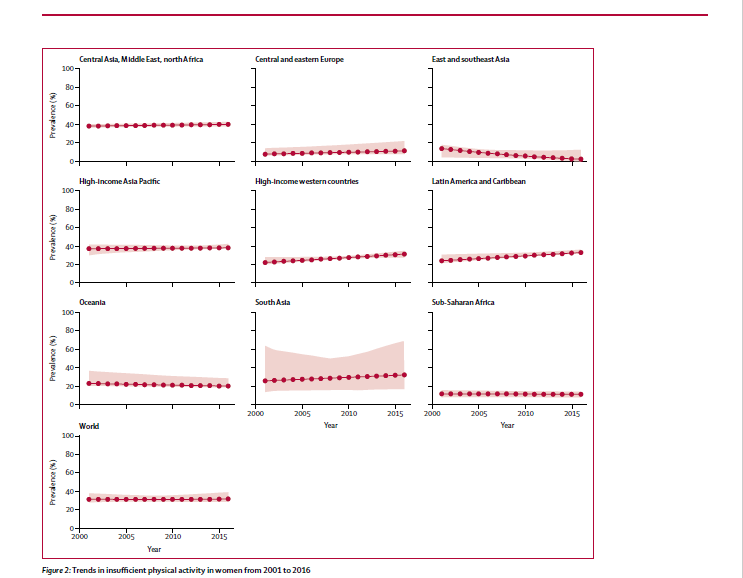 Central Asia, Middle East, north Africa
Central and eastern Europe
East and southeast Asia
100
80
60
40
20
0
Prevalence (%)
High-income Asia Pacific
High-income western countries
Latin America and Caribbean
100
80
60
40
20
0
Prevalence (%)
Oceania
South Asia
Sub-Saharan Africa
100
80
60
40
20
0
Prevalence (%)
2000 2005 2010 2015
Year
2000 2005 2010 2015
Year
World
100
80
60
40
20
0
Prevalence (%)
2000 2005 2010 2015
Year
Figure 2: Trends in insufficient physical activity in women from 2001 to 2016